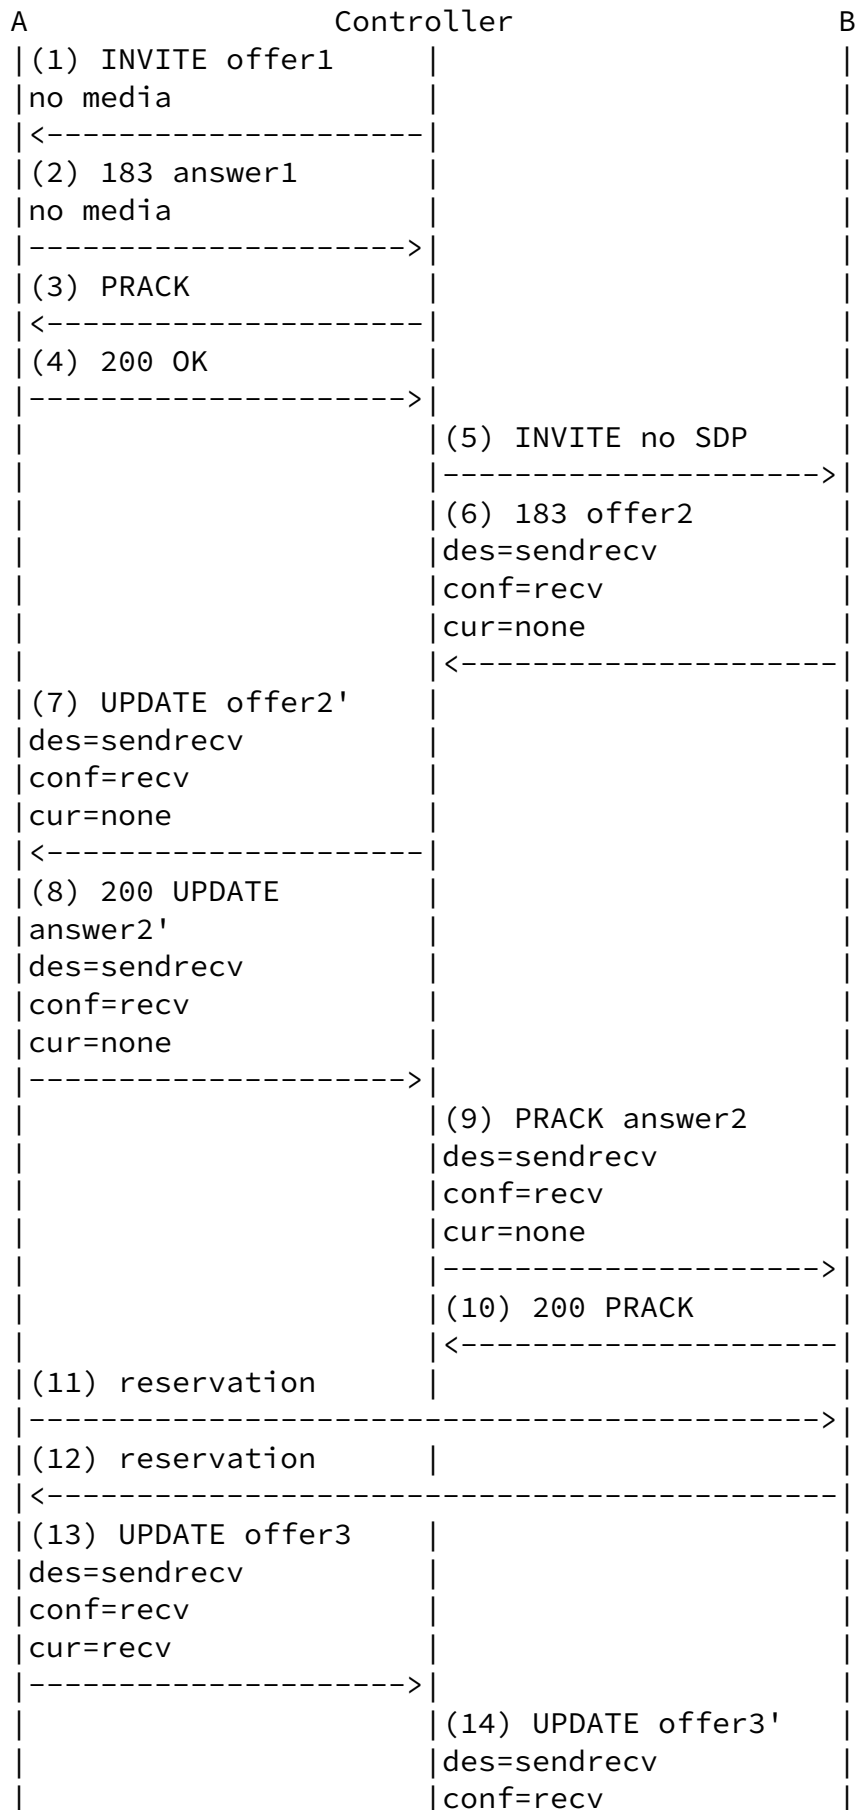 A                 Controller                  B
|(1) INVITE offer1     |                      |
|no media              |                      |
|<---------------------|                      |
|(2) 183 answer1       |                      |
|no media              |                      |
|--------------------->|                      |
|(3) PRACK             |                      |
|<---------------------|                      |
|(4) 200 OK            |                      |
|--------------------->|                      |
|                      |(5) INVITE no SDP     |
|                      |--------------------->|
|                      |(6) 183 offer2        |
|                      |des=sendrecv          |
|                      |conf=recv             |
|                      |cur=none              |
|                      |<---------------------|
|(7) UPDATE offer2'    |                      |
|des=sendrecv          |                      |
|conf=recv             |                      |
|cur=none              |                      |
|<---------------------|                      |
|(8) 200 UPDATE        |                      |
|answer2'              |                      |
|des=sendrecv          |                      |
|conf=recv             |                      |
|cur=none              |                      |
|--------------------->|                      |
|                      |(9) PRACK answer2     |
|                      |des=sendrecv          |
|                      |conf=recv             |
|                      |cur=none              |
|                      |--------------------->|
|                      |(10) 200 PRACK        |
|                      |<---------------------|
|(11) reservation      |                      |
|-------------------------------------------->|
|(12) reservation      |                      |
|<--------------------------------------------|
|(13) UPDATE offer3    |                      |
|des=sendrecv          |                      |
|conf=recv             |                      |
|cur=recv              |                      |
|--------------------->|                      |
|                      |(14) UPDATE offer3'   |
|                      |des=sendrecv          |
|                      |conf=recv             |